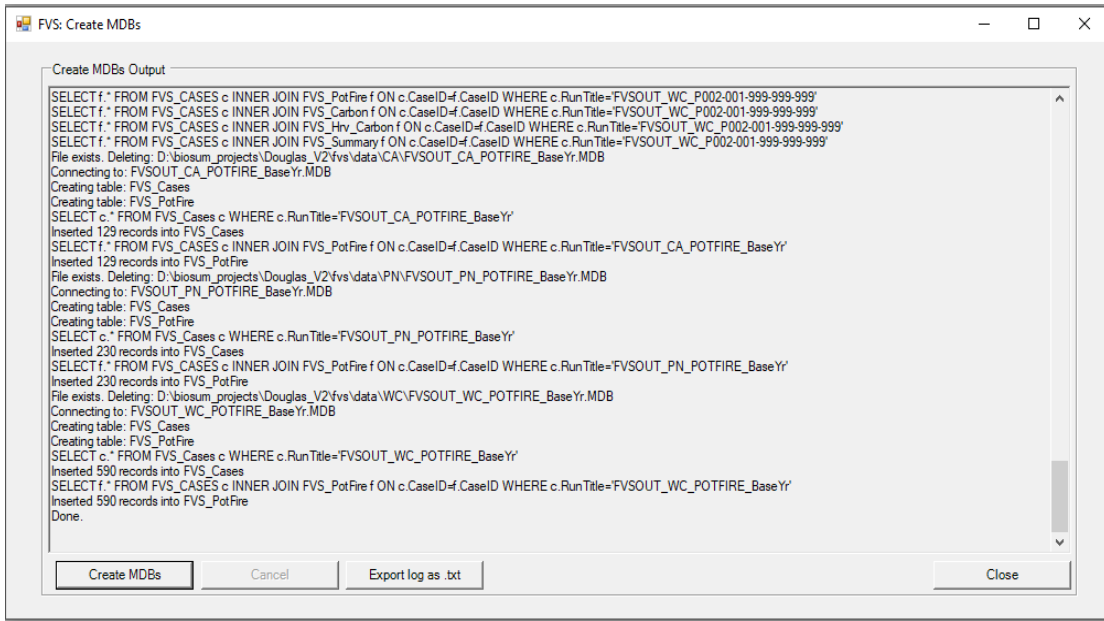 FVS: Create MDBs
Create MDBs Output
SELECT f.* FROM FVS_CASES c INNER JOIN FVS_PotFire f ON c.CaseID=f.CaseID WHERE c.RunTitle='FVSOUT_WC_P002-001-999-999-999'
SELECT f.* FROM FVS_CASES c INNER JOIN FVS_Carbon f ON c.CaseID=f.CaseID WHERE c.RunTitle='FVSOUT_WC_P002-001-999-999-999'
SELECT f.* FROM FVS_CASES c INNER JOIN FVS_Hrv_Carbon f ON c.CaseID=f.CaseID WHERE c.RunTitle='FVSOUT_WC_P002-001-999-999-999'
SELECT f.* FROM FVS_CASES c INNER JOIN FVS_Summary f ON c.CaseID=f.CaseID WHERE c.RunTitle='FVSOUT_WC_P002-001-999-999-999'
File exists. Deleting: D:\biosum_projects\Douglas_V2\fvs\data\CA\FVSOUT_CA_POTFIRE_BaseYr.MDB
Connecting to: FVSOUT_CA_POTFIRE_BaseYr.MDB
Creating table: FVS_Cases
Creating table: FVS_PotFire
SELECT c.* FROM FVS_Cases c WHERE c.RunTitle='FVSOUT_CA_POTFIRE_BaseYr'
Inserted 129 records into FVS_Cases
SELECT f.* FROM FVS_CASES c INNER JOIN FVS_PotFire f ON c.CaseID=f.CaseID WHERE c.RunTitle='FVSOUT_CA_POTFIRE_BaseYr'
Inserted 129 records into FVS_PotFire
File exists. Deleting: D:\biosum_projects\Douglas_V2\fvs\data\PN\FVSOUT_PN_POTFIRE_BaseYr.MDB
Connecting to: FVSOUT_PN_POTFIRE_BaseYr.MDB
Creating table: FVS_Cases
Creating table: FVS_PotFire
SELECT c.* FROM FVS_Cases c WHERE c.RunTitle='FVSOUT_PN_POTFIRE_BaseYr'
Inserted 230 records into FVS_Cases
SELECT f.* FROM FVS_CASES c INNER JOIN FVS_PotFire f ON c.CaseID=f.CaseID WHERE c.RunTitle='FVSOUT_PN_POTFIRE_BaseYr'
Inserted 230 records into FVS_PotFire
File exists. Deleting: D:\biosum_projects\Douglas_V2\fvs\data\WC\FVSOUT_WC_POTFIRE_BaseYr.MDB
Connecting to: FVSOUT_WC_POTFIRE_BaseYr.MDB
Creating table: FVS_Cases
Creating table: FVS_PotFire
SELECT c.* FROM FVS_Cases c WHERE c.RunTitle='FVSOUT_WC_POTFIRE_BaseYr'
Inserted 590 records into FVS_Cases
SELECT f.* FROM FVS_CASES c INNER JOIN FVS_PotFire f ON c.CaseID=f.CaseID WHERE c.RunTitle='FVSOUT_WC_POTFIRE_BaseYr'
Inserted 590 records into FVS_PotFire
Done.
Create MDBs Cancel Export log as .txt Close